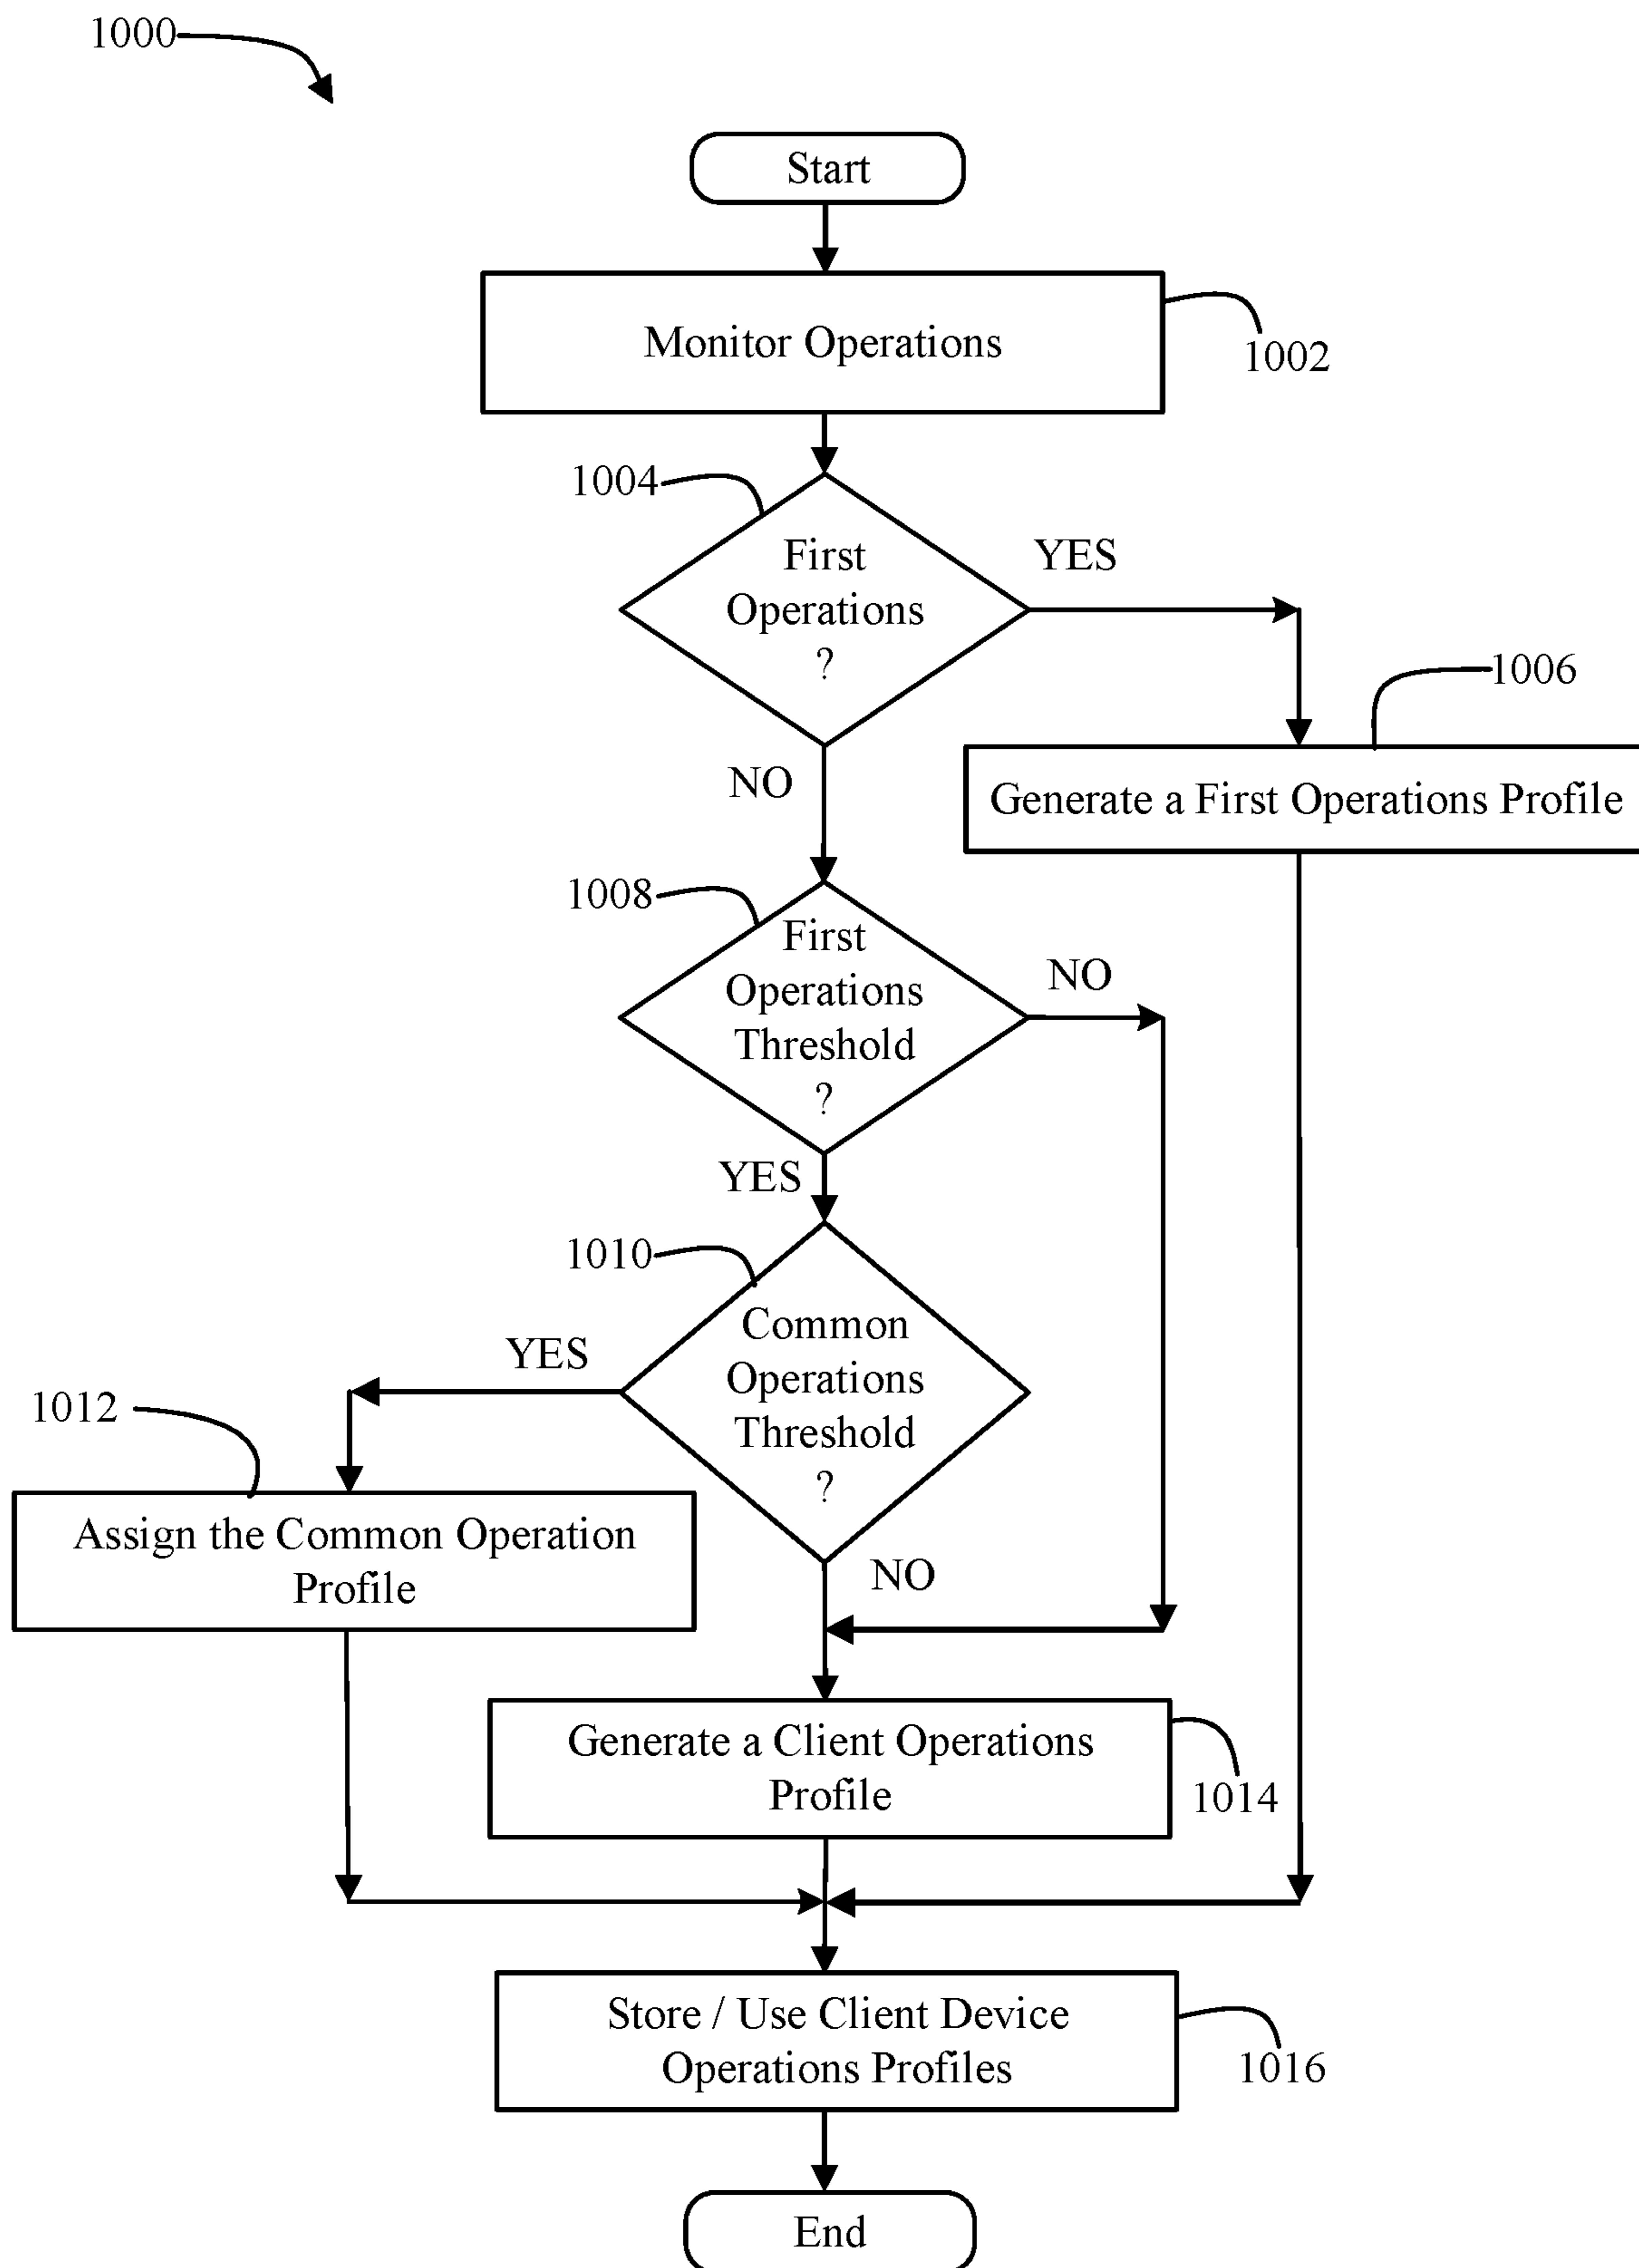 1000
Start
Monitor Operations
1002
1004
First
Operations
?
YES
1006
Generate a First Operations Profile
NO
1008
First
Operations
Threshold
?
NO
YES
1010
Common
Operations
Threshold
?
YES
1012
Assign the Common Operation
Profile
NO
Generate a Client Operations
Profile
1014
Store / Use Client Device
Operations Profiles
1016
End